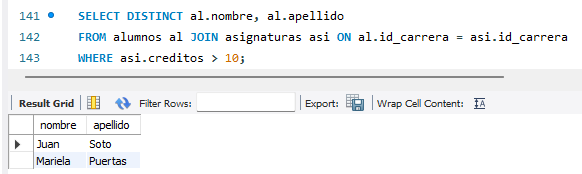 141 SELECT DISTINCT al.nombre, al.apellido
142 FROM alumnos al JOIN asignaturas asi ON al.id_carrera = asi.id_carrera
143 WHERE asi.creditos > 10;
Result Grid Filter Rows: Export: Wrap Cell Content: IA
nombre apellido
Juan Soto
Mariela Puertas